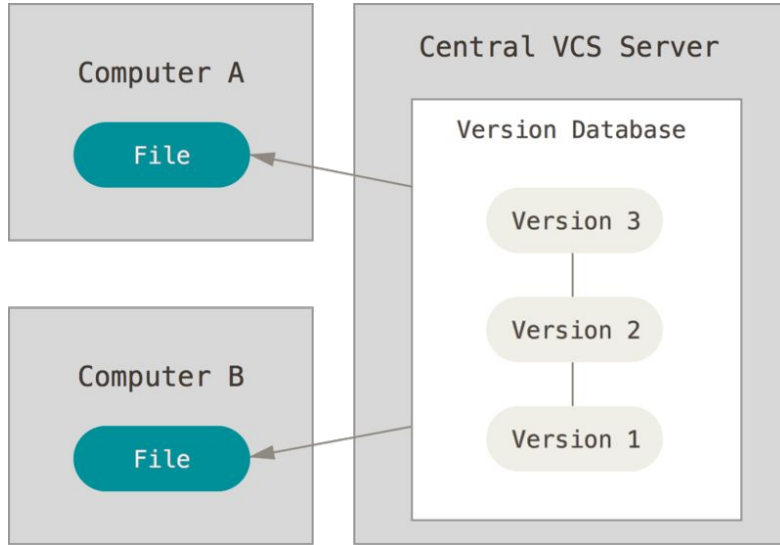 Computer A
File
Computer B
File
Central VCS Server
Version Database
Version 3
Version 2
Version 1